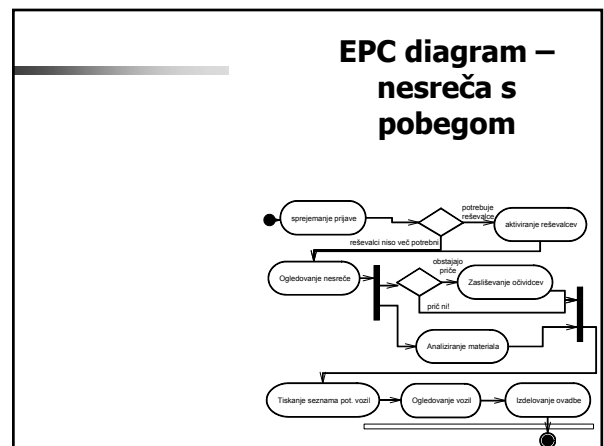 EPC diagram –
nesreča s
pobegom
sprejemanje prijave
potrebuje
reševalce
aktiviranje reševalcev
reševalci niso več potrebni
Ogledovanje nesreče
obstajajo
priče
Zasliševanje očividcev
prič ni!
Analiziranje materiala
Tiskanje seznama pot. vozil
Ogledovanje vozil
Izdelovanje ovadbe